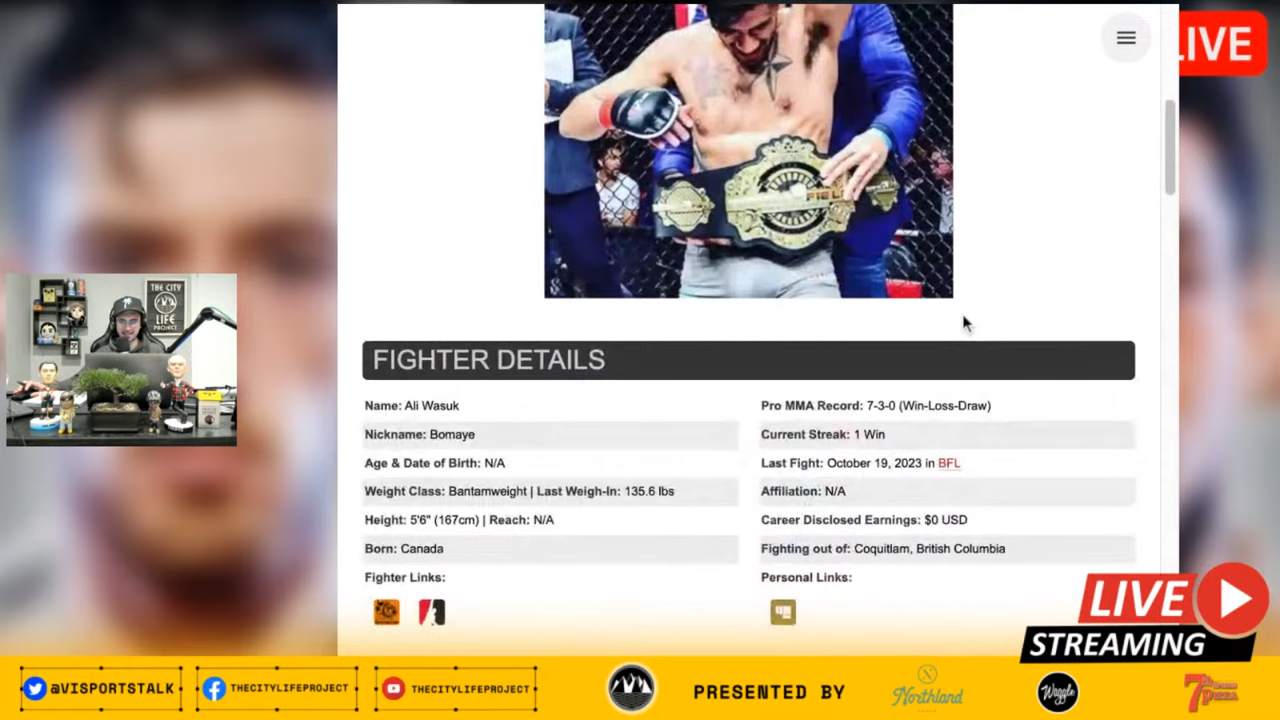 LIVE
THE CITY
LIFE
PROJECT
FIELD
FIGHTER DETAILS
Name: Ali Wasuk
Pro MMA Record: 7-3-0 (Win-Loss-Draw)
Nickname: Bomaye
Current Streak: 1 Win
Age & Date of Birth: N/A
Last Fight: October 19, 2023 in BFL
Weight Class: Bantamweight | Last Weigh-In: 135.6 lbs
Affiliation: N/A
Height: 5'6" (167cm) | Reach: N/A
Career Disclosed Earnings: $0 USD
Born: Canada
Fighting out of: Coquitlam, British Columbia
Fighter Links:
Personal Links:
LIVE
STREAMING
@VISPORTSTALK
THECITYLIFEPROJECT
THECITYLIFEPROJECT
PRESENTED BY
Northland
Waggle